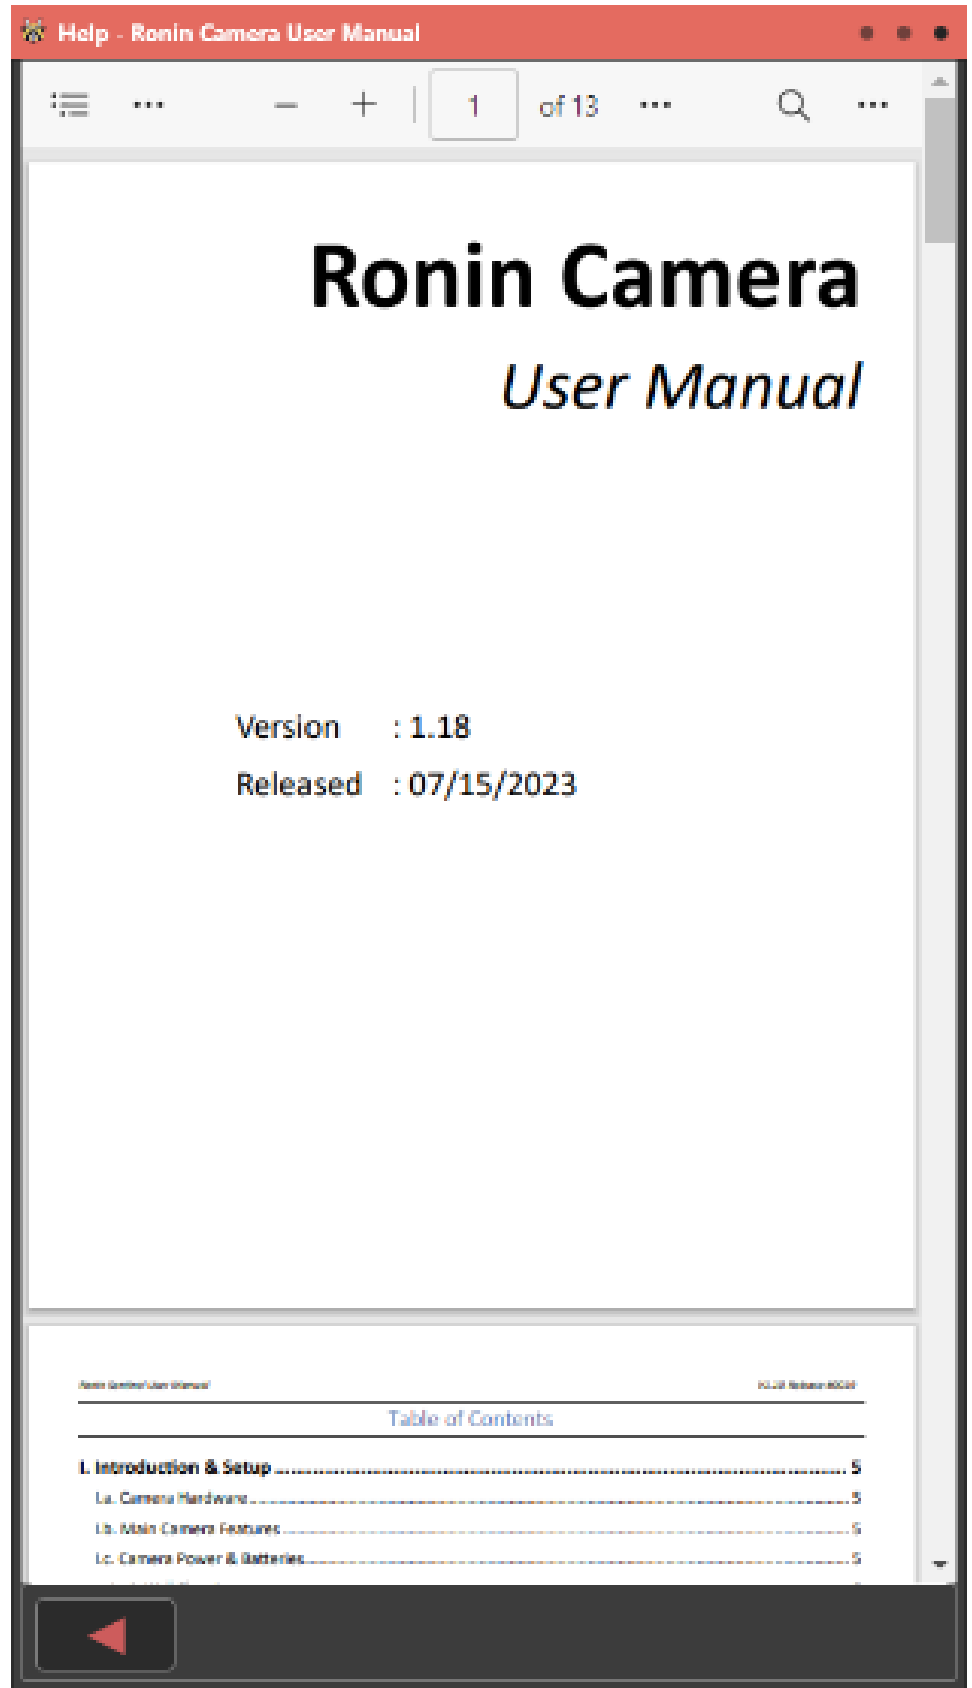 Help - Ronin Camera User Manual
1 of 13
Ronin Camera
User Manual
Version : 1.18
Released : 07/15/2023
Table of Contents
I. Introduction & Setup 5
I.a. Camera Hardware 5
I.b. Main Camera Features 5
I.c. Camera Power & Batteries 5